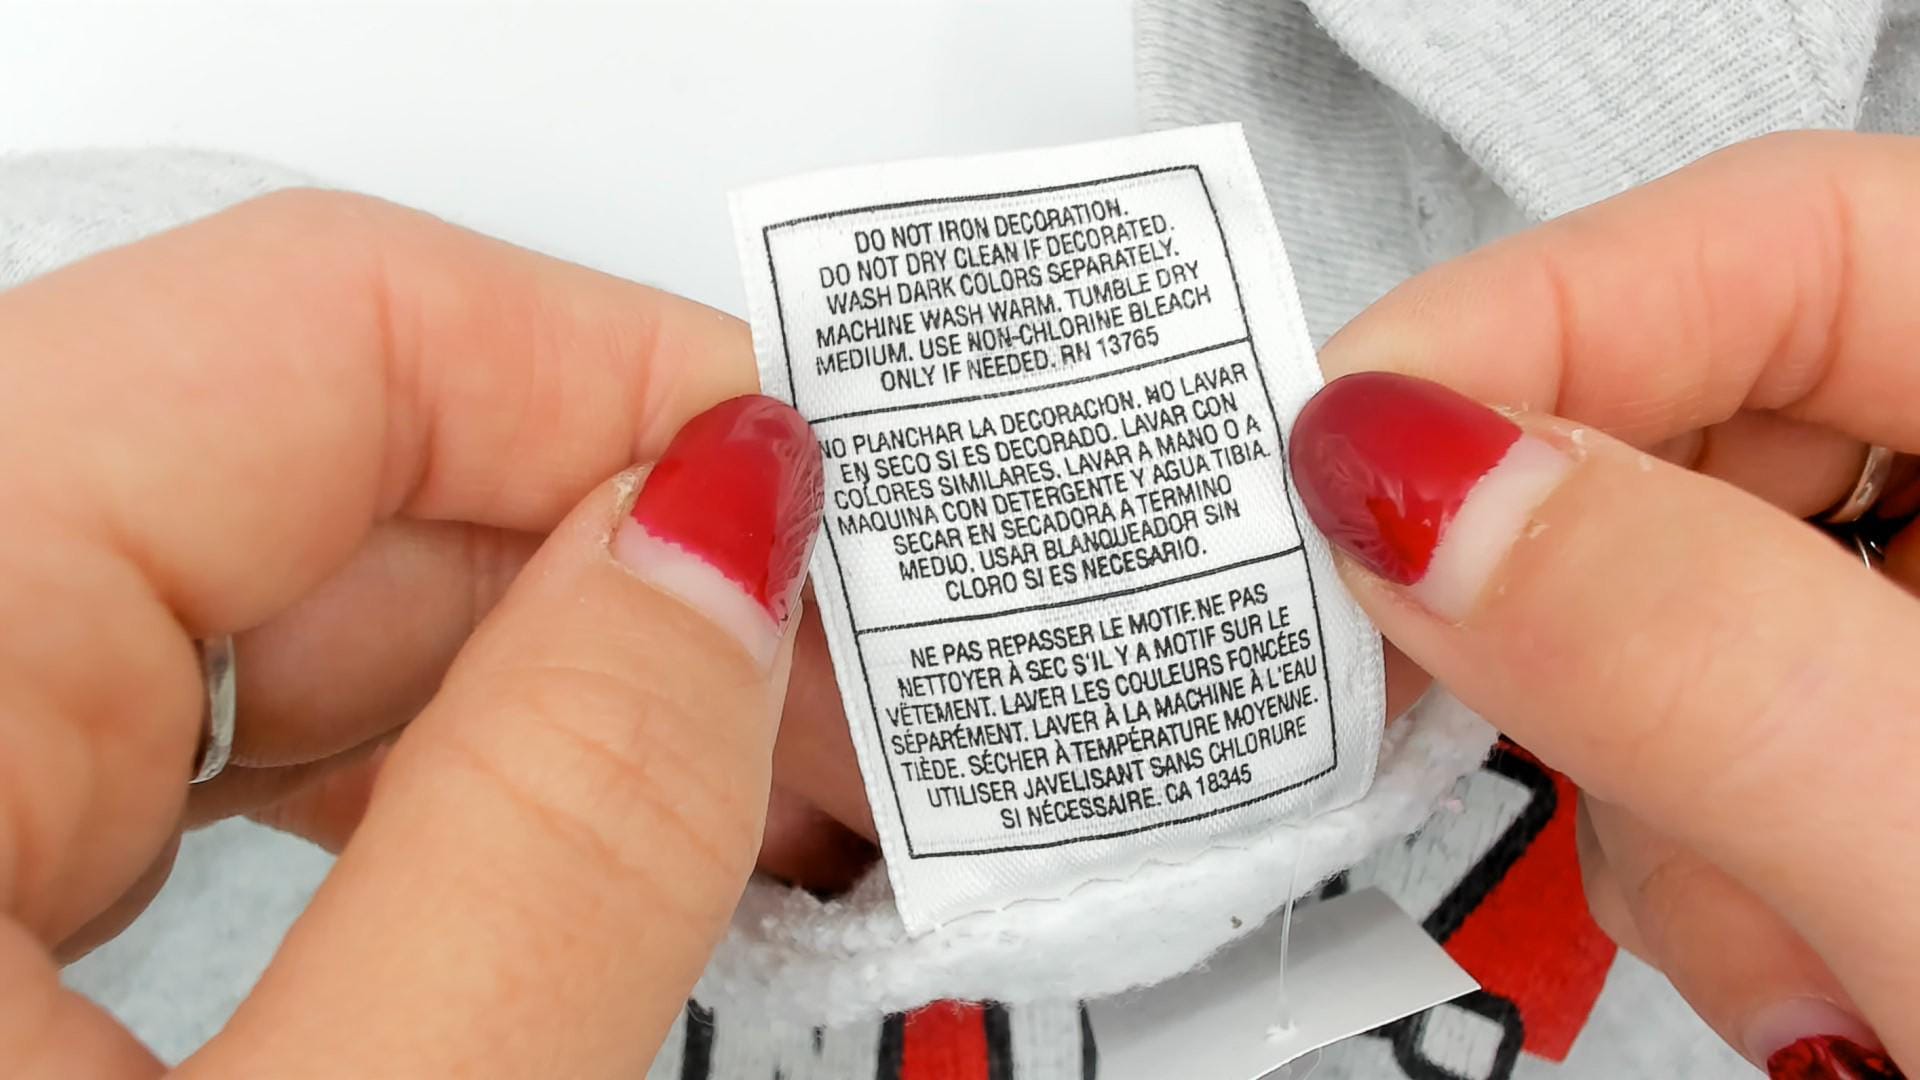 DO NOT IRON DECORATION.
DO NOT DRY CLEAN IF DECORATED.
WASH DARK COLORS SEPARATELY.
MACHINE WASH WARM. TUMBLE DRY
MEDIUM. USE NON-CHLORINE BLEACH
ONLY IF NEEDED. RN 13765
NO PLANCHAR LA DECORACION. NO LAVAR
EN SECO SI ES DECORADO. LAVAR CON
COLORES SIMILARES. LAVAR A MANO O A
MAQUINA CON DETERGENTE Y AGUA TIBIA.
SECAR EN SECADORA A TERMINO
MEDIO. USAR BLANQUEADOR SIN
CLORO SI ES NECESARIO.
NE PAS REPASSER LE MOTIF. NE PAS
NETTOYER À SEC S'IL Y A MOTIF SUR LE
VÊTEMENT. LAVER LES COULEURS FONCÉES
SÉPARÉMENT. LAVER À LA MACHINE À L'EAU
TIÈDE. SÉCHER À TEMPÉRATURE MOYENNE.
UTILISER JAVELISANT SANS CHLORURE
SI NÉCESSAIRE. CA 18345